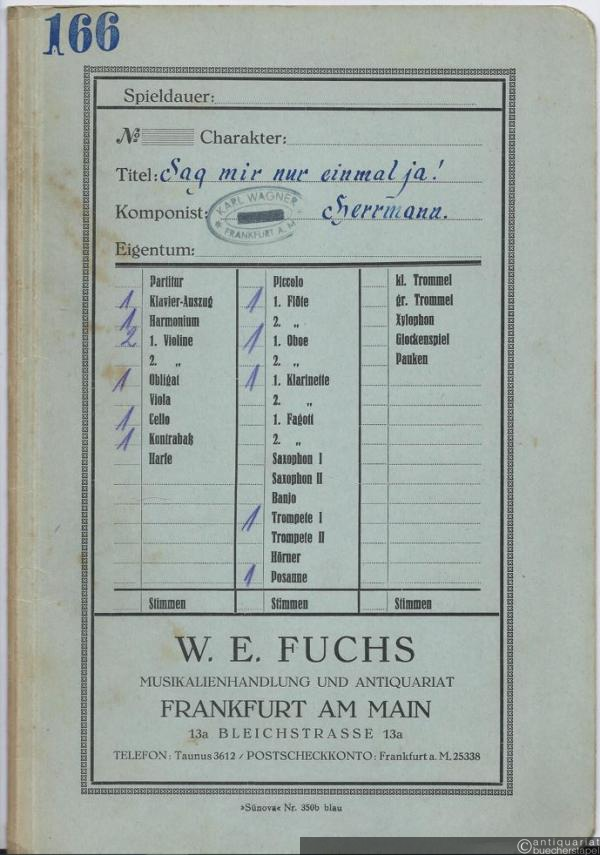 166
Spieldauer:
№ Charakter:
Titel: Sag mir nur einmal ja!
Komponist: Herrmann.
KARL WAGNER
FRANKFURT A. M
Eigentum:
Partitur
1 Klavier-Auszug
1 Harmonium
2 1. Violine
2. „
1 Obligat
Viola
1 Cello
1 Kontrabaß
Harfe
Stimmen
Piccolo
1 1. Flöte
2. „
1 1. Oboe
2. „
1 1. Klarinette
2. „
1. Fagott
2. „
Saxophon I
Saxophon II
Banjo
1 Trompete I
Trompete II
Hörner
1 Posaune
Stimmen
kl. Trommel
gr. Trommel
Xylophon
Glockenspiel
Pauken
Stimmen
W. E. FUCHS
MUSIKALIENHANDLUNG UND ANTIQUARIAT
FRANKFURT AM MAIN
13a BLEICHSTRASSE 13a
TELEFON: Taunus 3612 / POSTSCHECKKONTO: Frankfurt a. M. 25338
»Sünova« Nr. 350b blau
©antiquariat
buecherstapel